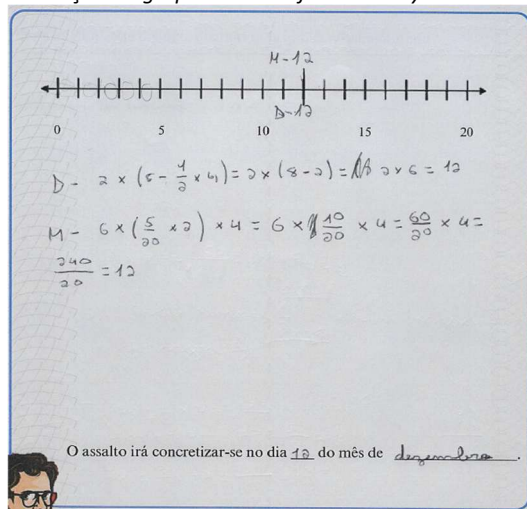 M-12
D-12
0 5 10 15 20
D - 2 × (8 - 1/2 × 4) = 2 × (8 - 2) = 2 × 6 = 12
M - 6 × (5/20 × 2) × 4 = 6 × 10/20 × 4 = 60/20 × 4 =
240/20 = 12
O assalto irá concretizar-se no dia 12 do mês de dezembro.